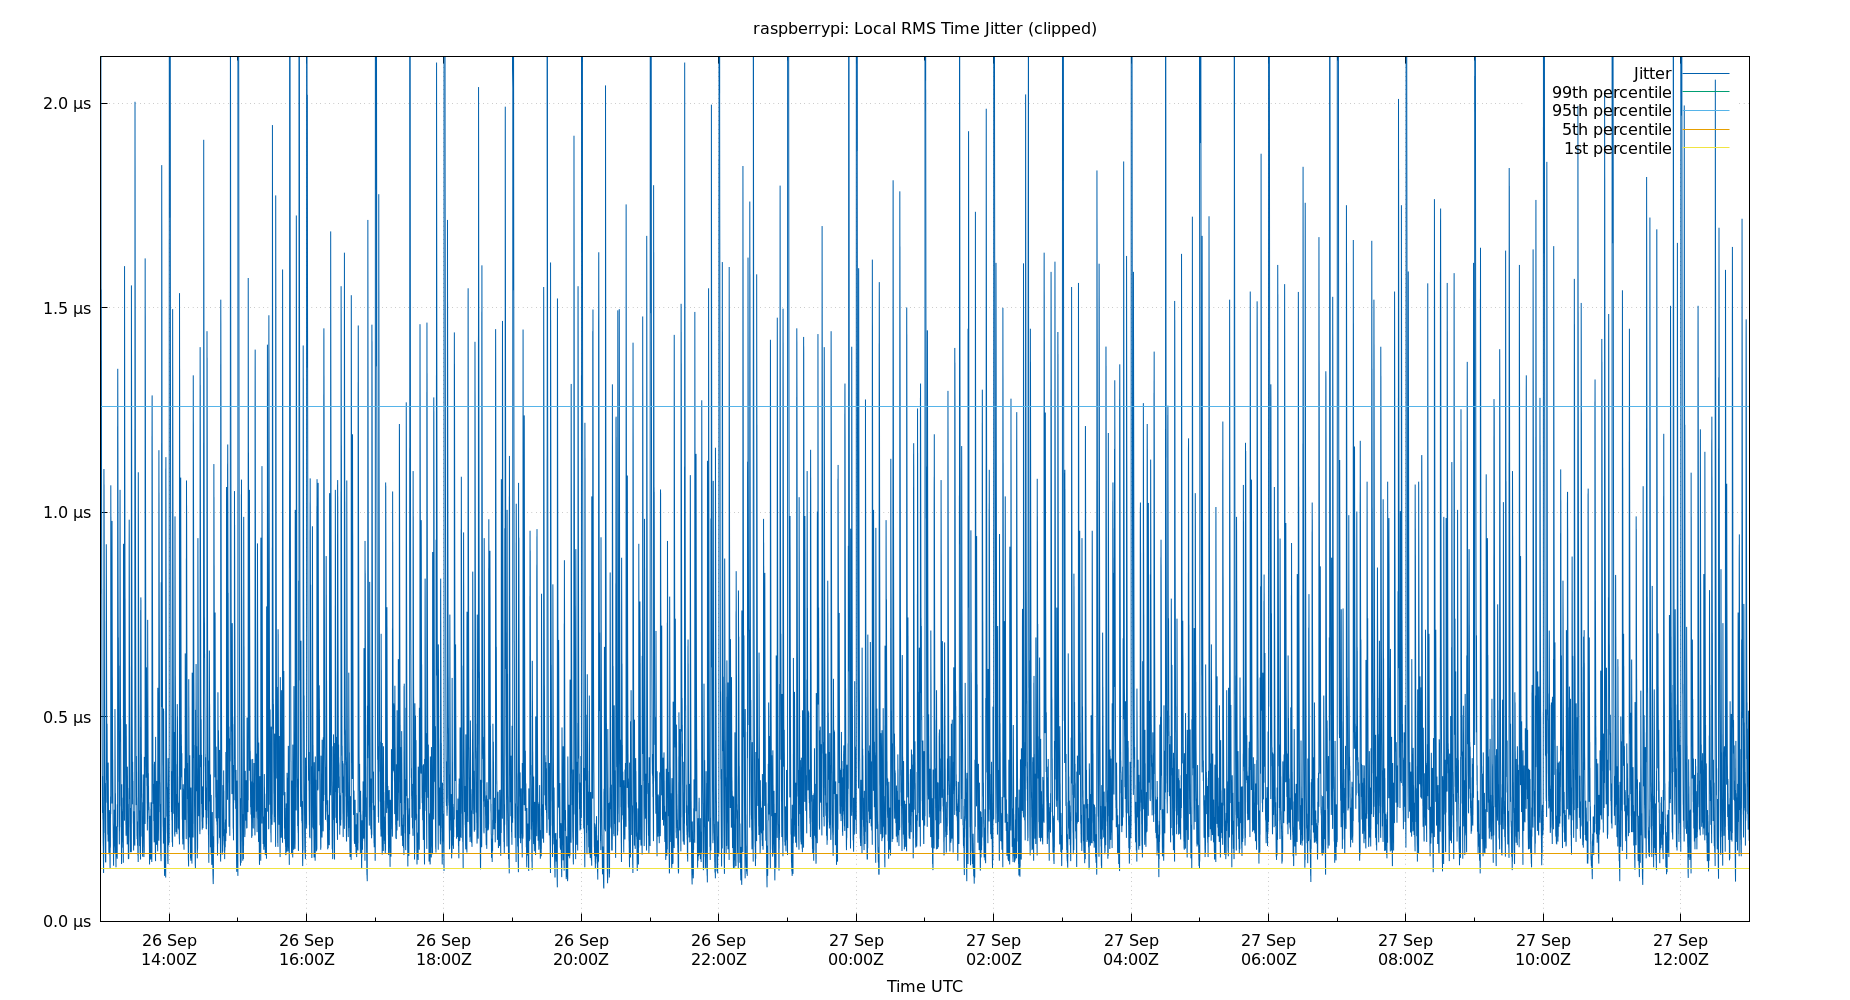 raspberrypi: Local RMS Time Jitter (clipped)
Jitter
99th percentile
95th percentile
5th percentile
1st percentile
2.0 µs
1.5 µs
1.0 µs
0.5 µs
0.0 µs
26 Sep 26 Sep 26 Sep 26 Sep 26 Sep 27 Sep 27 Sep 27 Sep 27 Sep 27 Sep 27 Sep 27 Sep
14:00Z 16:00Z 18:00Z 20:00Z 22:00Z 00:00Z 02:00Z 04:00Z 06:00Z 08:00Z 10:00Z 12:00Z
Time UTC